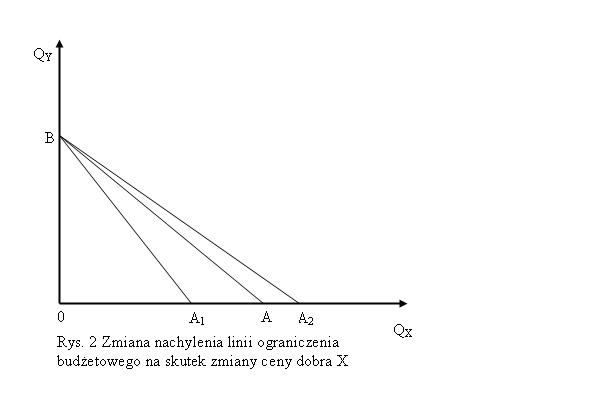 QY
B
0
A1
A
A2
QX
Rys. 2 Zmiana nachylenia linii ograniczenia
budżetowego na skutek zmiany ceny dobra X